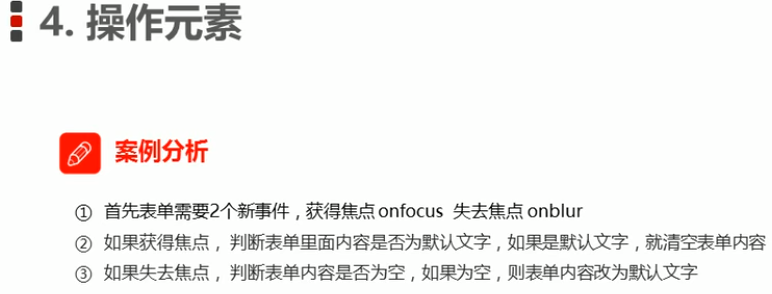 4. 操作元素
案例分析
① 首先表单需要2个新事件，获得焦点 onfocus 失去焦点 onblur
② 如果获得焦点，判断表单里面内容是否为默认文字，如果是默认文字，就清空表单内容
③ 如果失去焦点，判断表单内容是否为空，如果为空，则表单内容改为默认文字